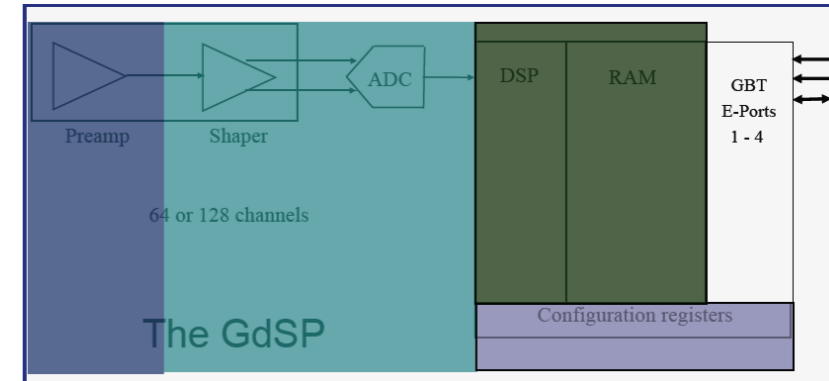 ADC
DSP
RAM
GBT
E-Ports
1 - 4
Preamp
Shaper
64 or 128 channels
The GdSP
Configuration registers